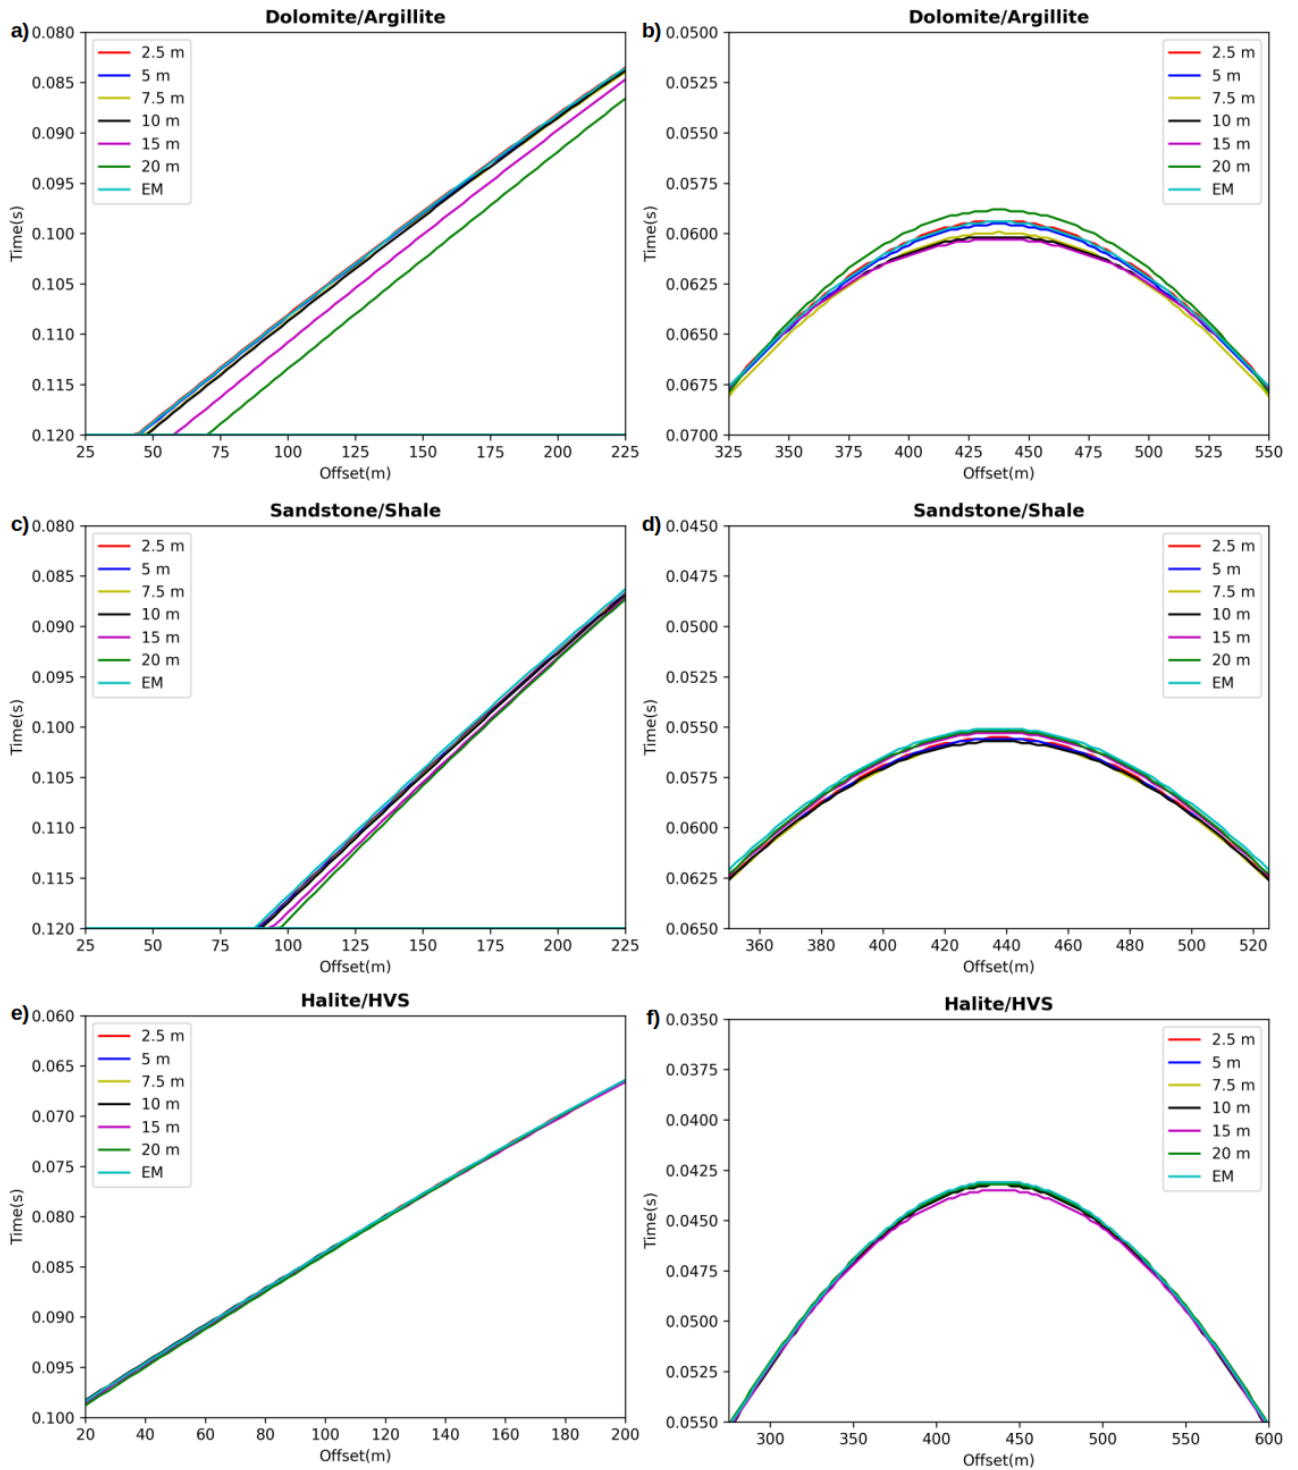 a)
Dolomite/Argillite
0.080
0.085
0.090
0.095
0.100
0.105
0.110
0.115
0.120
Time(s)
2.5 m
5 m
7.5 m
10 m
15 m
20 m
EM
25 50 75 100 125 150 175 200 225
Offset(m)
b)
Dolomite/Argillite
0.0500
0.0525
0.0550
0.0575
0.0600
0.0625
0.0650
0.0675
0.0700
Time(s)
2.5 m
5 m
7.5 m
10 m
15 m
20 m
EM
325 350 375 400 425 450 475 500 525 550
Offset(m)
c)
Sandstone/Shale
0.080
0.085
0.090
0.095
0.100
0.105
0.110
0.115
0.120
Time(s)
2.5 m
5 m
7.5 m
10 m
15 m
20 m
EM
25 50 75 100 125 150 175 200 225
Offset(m)
d)
Sandstone/Shale
0.0450
0.0475
0.0500
0.0525
0.0550
0.0575
0.0600
0.0625
0.0650
Time(s)
2.5 m
5 m
7.5 m
10 m
15 m
20 m
EM
360 380 400 420 440 460 480 500 520
Offset(m)
e)
Halite/HVS
0.060
0.065
0.070
0.075
0.080
0.085
0.090
0.095
0.100
Time(s)
2.5 m
5 m
7.5 m
10 m
15 m
20 m
EM
20 40 60 80 100 120 140 160 180 200
Offset(m)
f)
Halite/HVS
0.0350
0.0375
0.0400
0.0425
0.0450
0.0475
0.0500
0.0525
0.0550
Time(s)
2.5 m
5 m
7.5 m
10 m
15 m
20 m
EM
300 350 400 450 500 550 600
Offset(m)